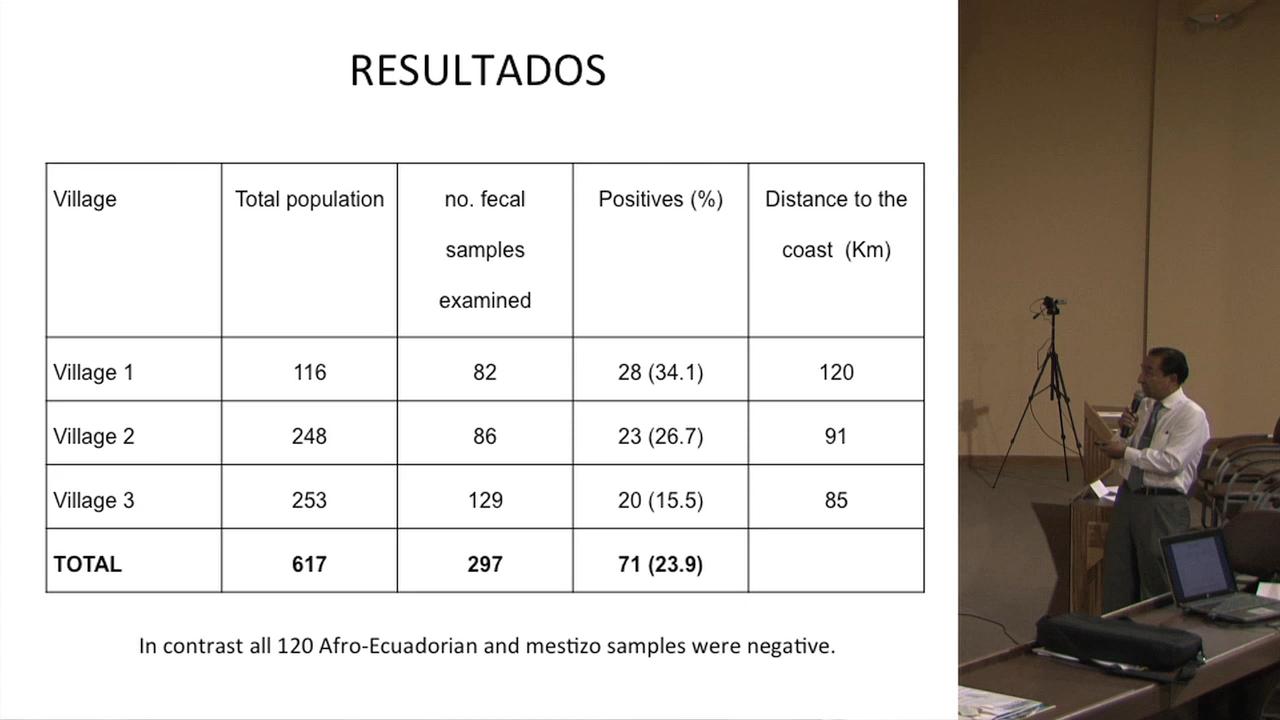 RESULTADOS
Village
Total population
no. fecal
samples
examined
Positives (%)
Distance to the
coast (Km)
Village 1
116
82
28 (34.1)
120
Village 2
248
86
23 (26.7)
91
Village 3
253
129
20 (15.5)
85
TOTAL
617
297
71 (23.9)
In contrast all 120 Afro-Ecuadorian and mestizo samples were negative.